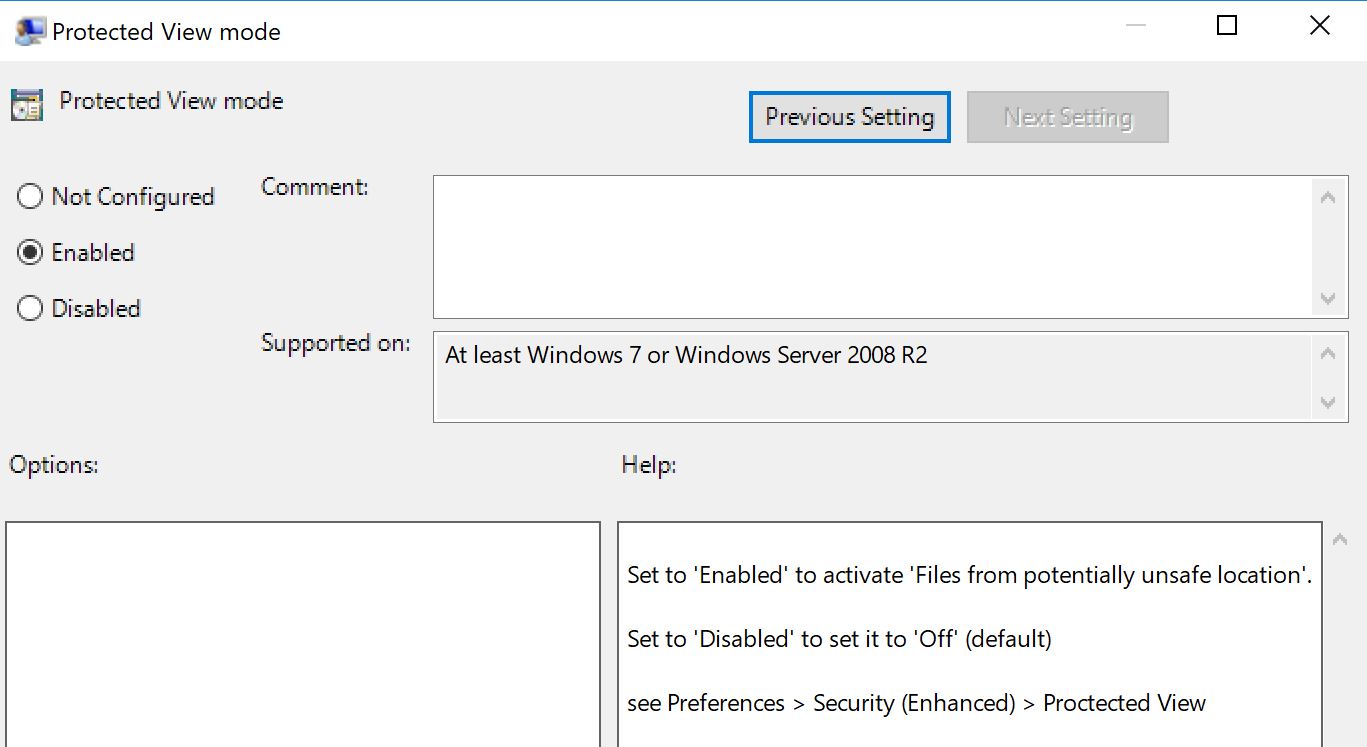 Protected View mode
Protected View mode
Previous Setting
Next Setting
Not Configured
Comment:
Enabled
Disabled
Supported on:
At least Windows 7 or Windows Server 2008 R2
Options:
Help:
Set to 'Enabled' to activate 'Files from potentially unsafe location'.
Set to 'Disabled' to set it to 'Off' (default)
see Preferences > Security (Enhanced) > Proctected View